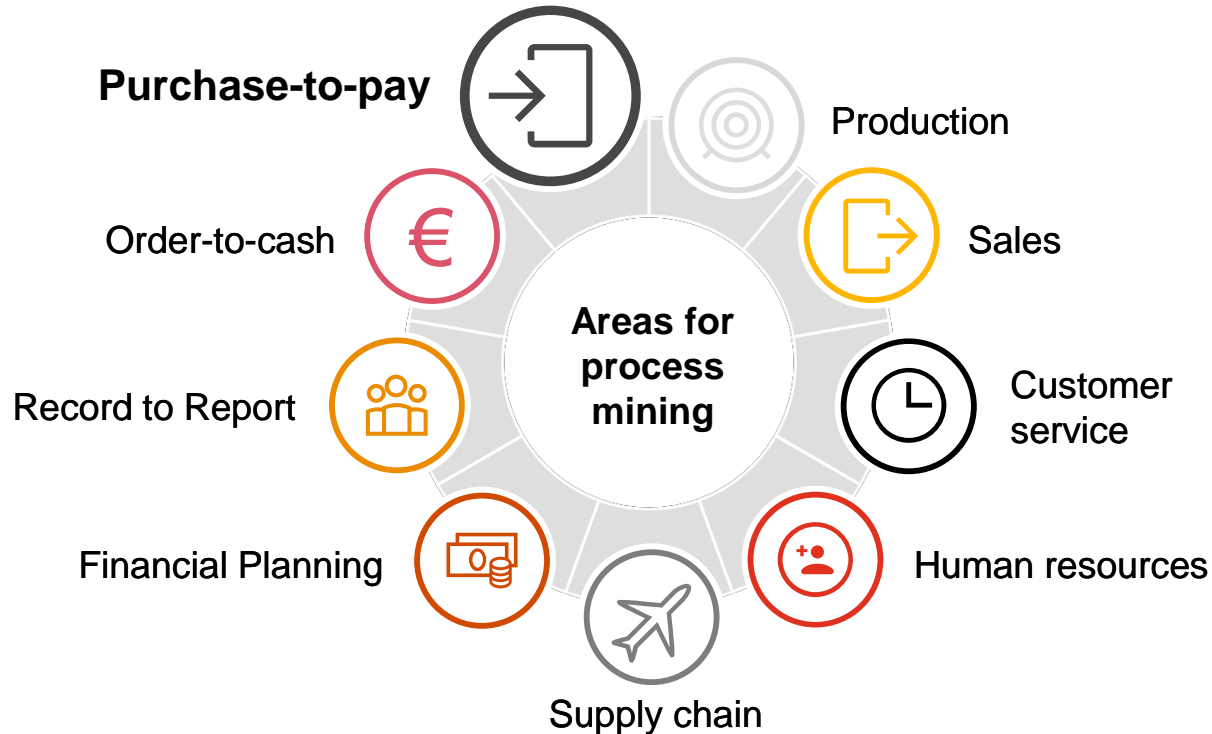 Purchase-to-pay
Production
Order-to-cash
€
Sales
Areas for
process
mining
Record to Report
Customer
service
Financial Planning
Human resources
Supply chain